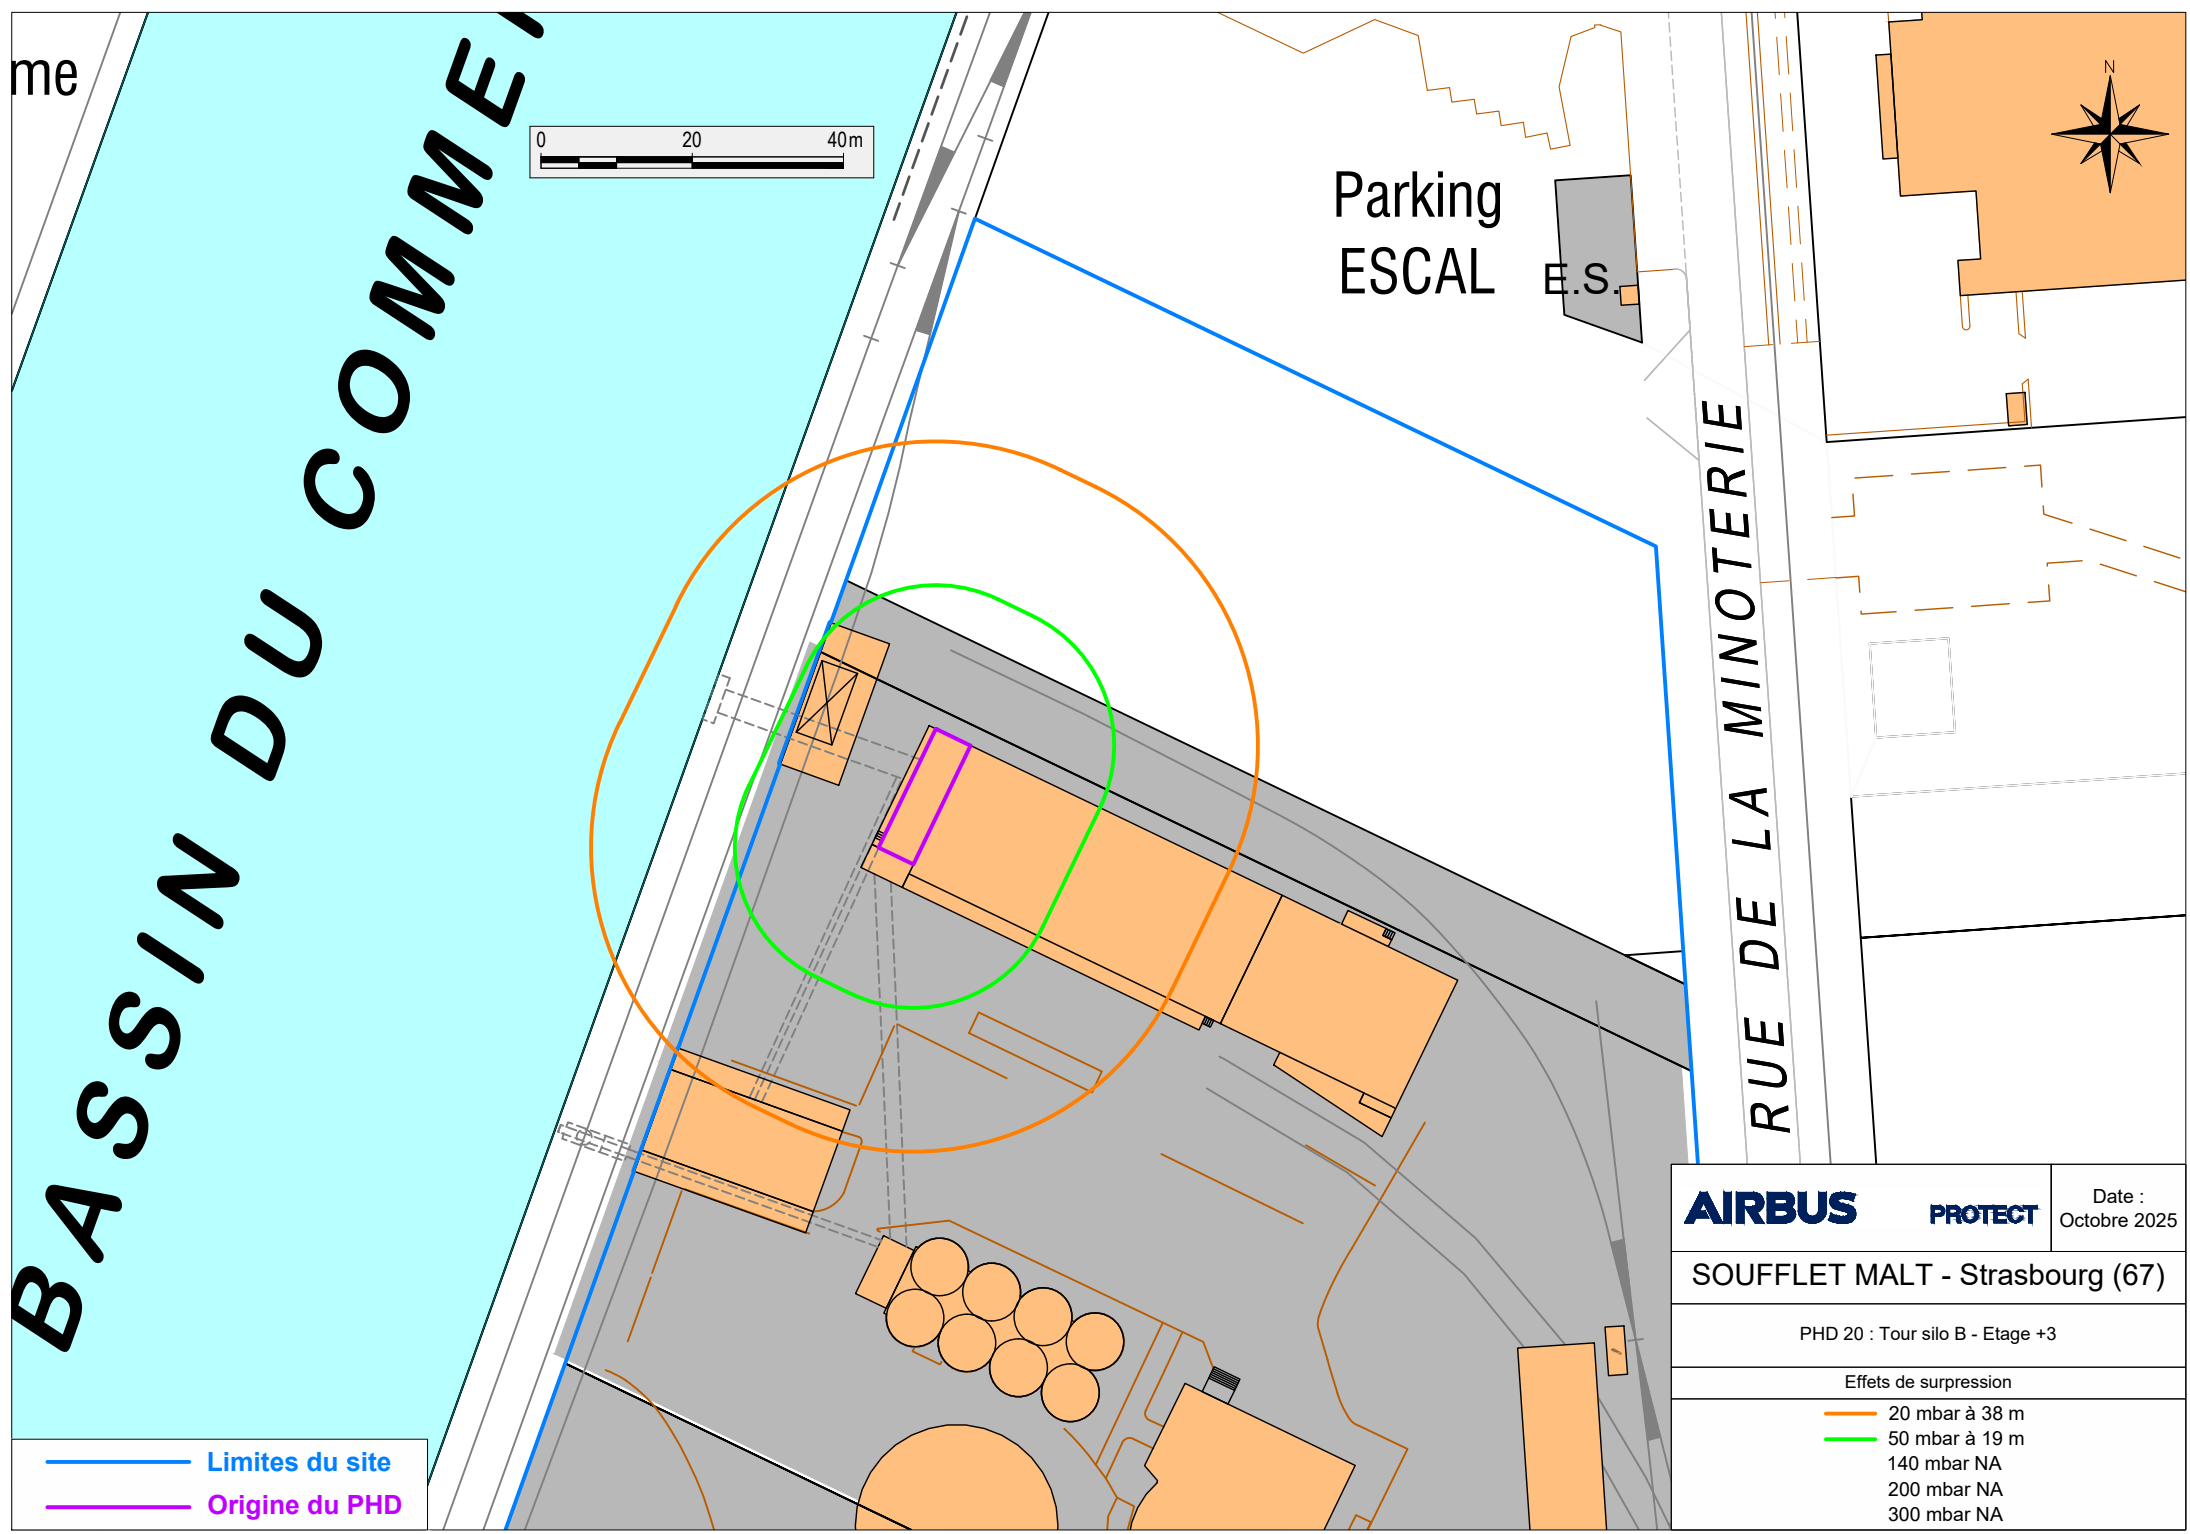 me
BASSIN DU COMME
0 20 40m
Parking
ESCAL
E.S.
N
RUE DE LA MINOTERIE
AIRBUS PROTECT
Date :
Octobre 2025
SOUFFLET MALT - Strasbourg (67)
PHD 20 : Tour silo B - Etage +3
Effets de surpression
20 mbar à 38 m
50 mbar à 19 m
140 mbar NA
200 mbar NA
300 mbar NA
Limites du site
Origine du PHD